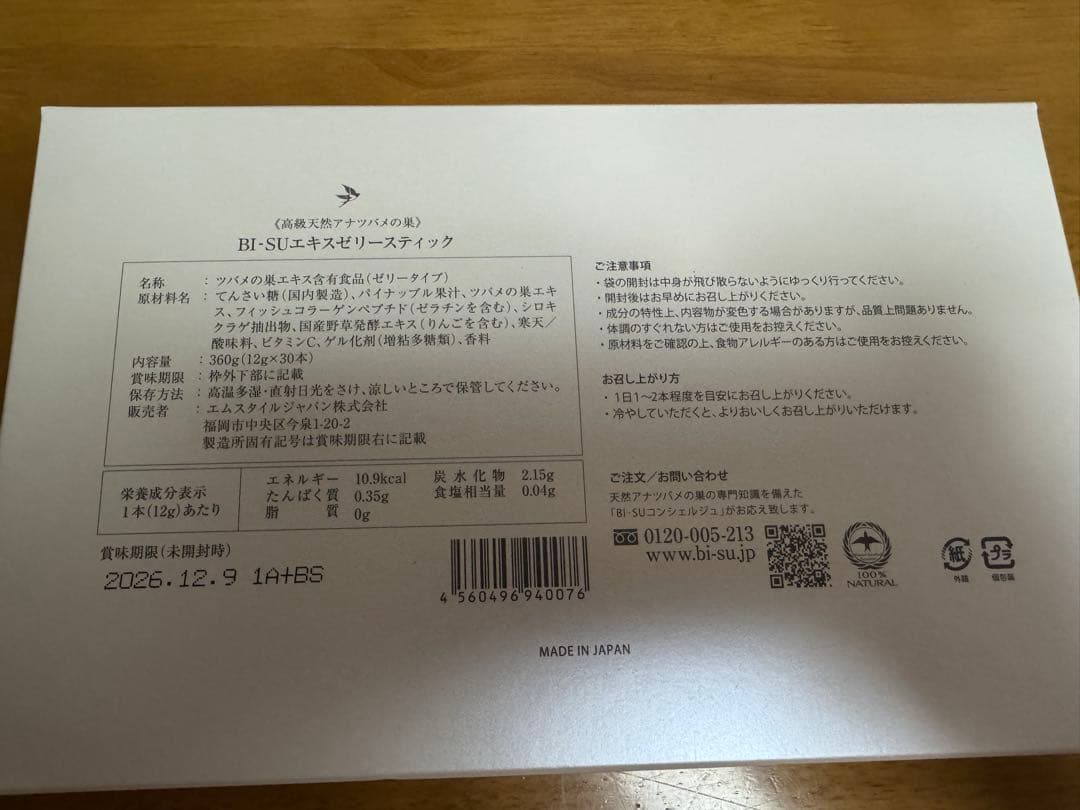 《高級天然アナツバメの巣》
BI-SUエキスゼリースティック
名称 : ツバメの巣エキス含有食品(ゼリータイプ)
原材料名 : てんさい糖(国内製造)、パイナップル果汁、ツバメの巣エキ
ス、フィッシュコラーゲンペプチド(ゼラチンを含む)、シロキ
クラゲ抽出物、国産野草発酵エキス(りんごを含む)、寒天／
酸味料、ビタミンC、ゲル化剤(増粘多糖類)、香料
内容量 : 360g(12g×30本)
賞味期限 : 枠外下部に記載
保存方法 : 高温多湿・直射日光をさけ、涼しいところで保管してください。
販売者 : エムスタイルジャパン株式会社
福岡市中央区今泉1-20-2
製造所固有記号は賞味期限右に記載
栄養成分表示
1本(12g)あたり
エネルギー 10.9kcal 炭水化物 2.15g
たんぱく質 0.35g 食塩相当量 0.04g
脂質 0g
賞味期限(未開封時)
2026.12.9 1A+BS
4 560496 940076
ご注意事項
・袋の開封は中身が飛び散らないようにゆっくり行ってください。
・開封後はお早めにお召し上がりください。
・成分の特性上、内容物が変色する場合がありますが、品質上問題ありません。
・体調のすぐれない方はご使用をお控えください。
・原材料をご確認の上、食物アレルギーのある方はご使用をお控えください。
お召し上がり方
・1日1〜2本程度を目安にお召し上がりください。
・冷やしていただくと、よりおいしくお召し上がりいただけます。
ご注文／お問い合わせ
天然アナツバメの巣の専門知識を備えた
「BI-SUコンシェルジュ」がお応え致します。
0120-005-213
www.bi-su.jp
100%
NATURAL
紙
外箱
プラ
個包装
MADE IN JAPAN